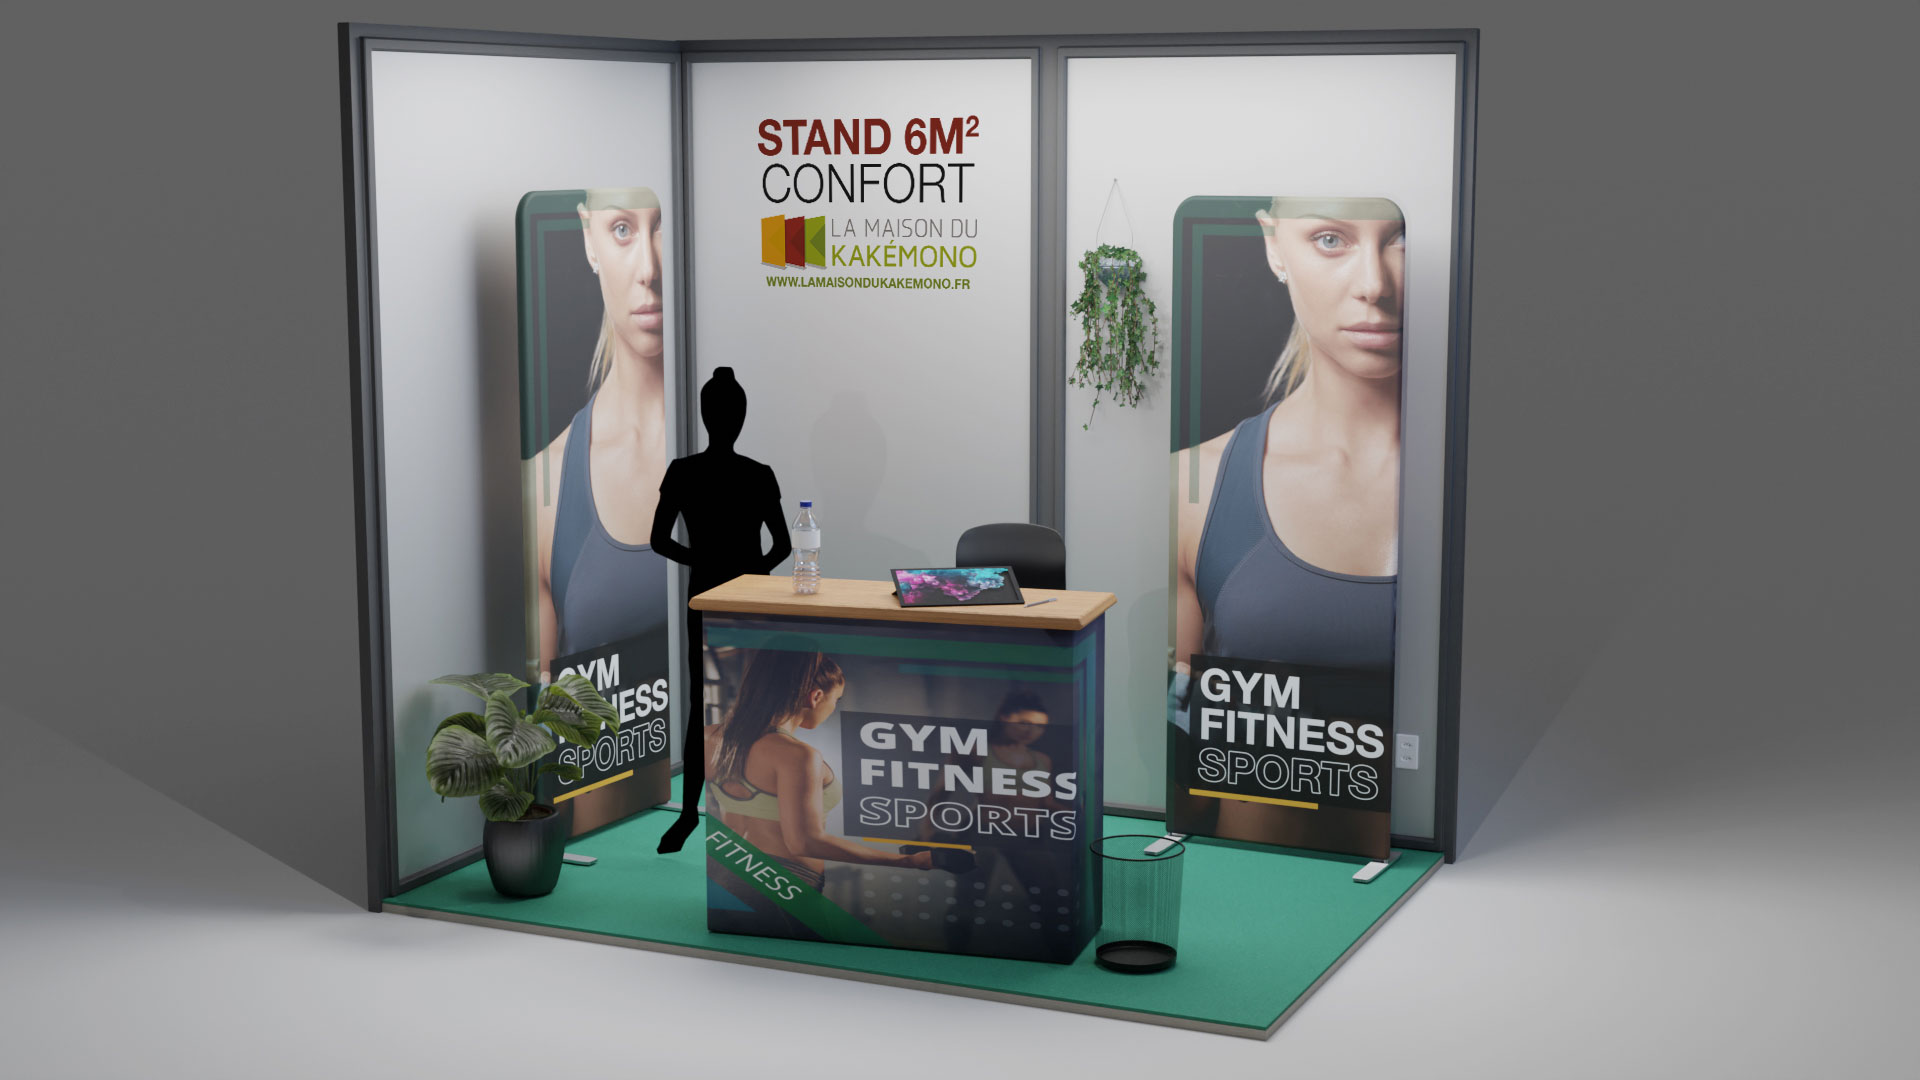 STAND 6M²
CONFORT
LA MAISON DU
KAKÉMONO
WWW.LAMAISONDUKAKEMONO.FR
GYM
FITNESS
SPORTS
GYM
FITNESS
SPORTS
FITNESS
GYM
FITNESS
SPORTS